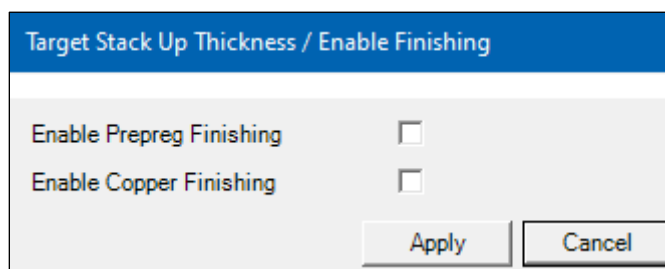 Target Stack Up Thickness / Enable Finishing
Enable Prepreg Finishing
Enable Copper Finishing
Apply Cancel